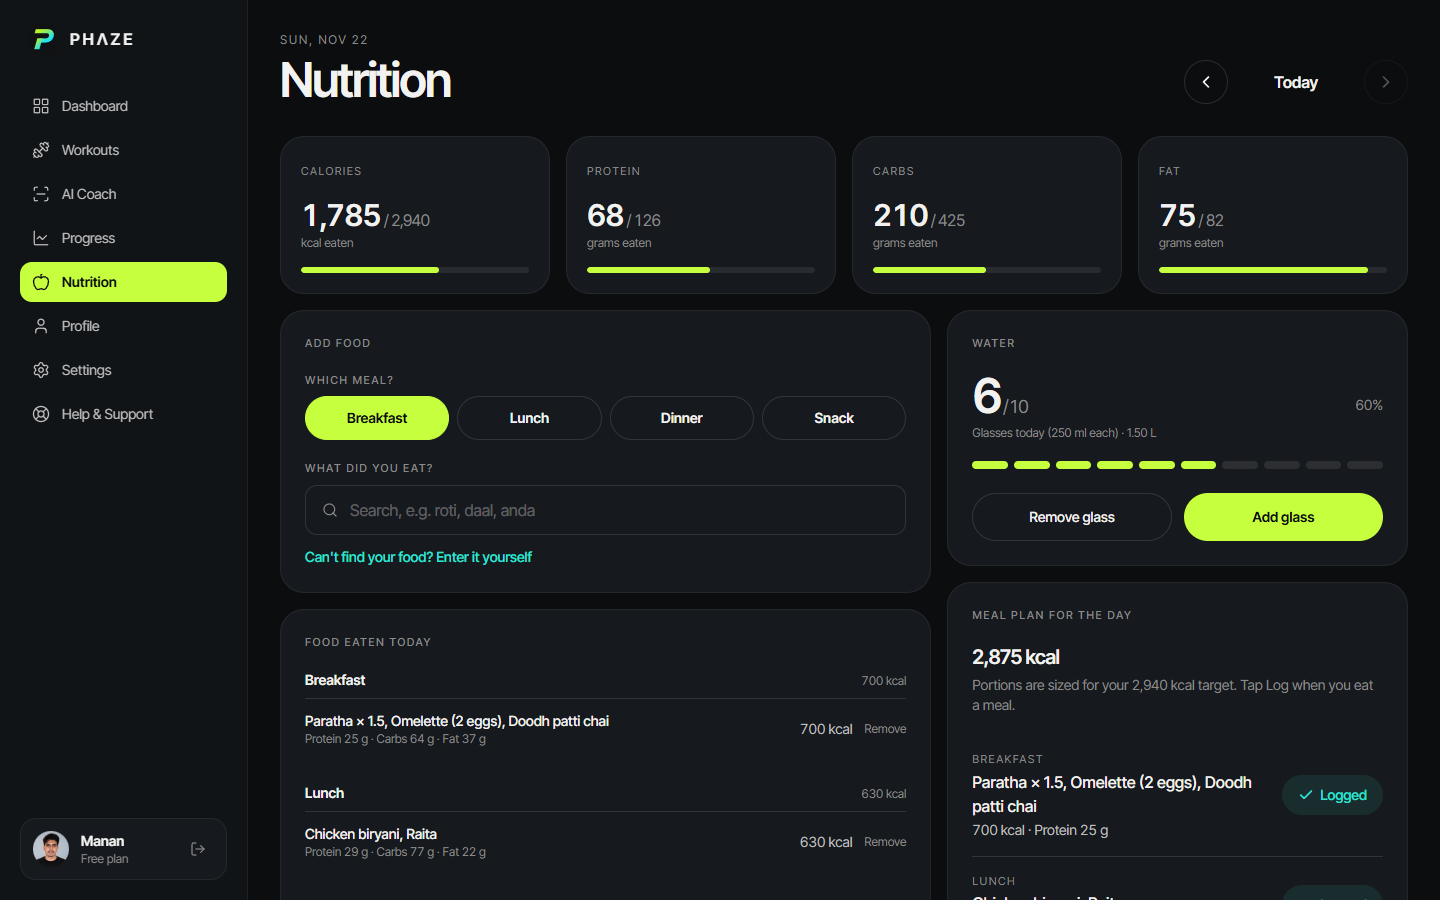 PHAZE
Dashboard
Workouts
AI Coach
Progress
Nutrition
Profile
Settings
Help & Support
Manan
Free plan
SUN, NOV 22
Nutrition
Today
CALORIES
1,785 / 2,940
kcal eaten
PROTEIN
68 / 126
grams eaten
CARBS
210 / 425
grams eaten
FAT
75 / 82
grams eaten
ADD FOOD
WHICH MEAL?
Breakfast
Lunch
Dinner
Snack
WHAT DID YOU EAT?
Search, e.g. roti, daal, anda
Can't find your food? Enter it yourself
FOOD EATEN TODAY
Breakfast 700 kcal
Paratha × 1.5, Omelette (2 eggs), Doodh patti chai
Protein 25 g · Carbs 64 g · Fat 37 g
700 kcal Remove
Lunch 630 kcal
Chicken biryani, Raita
Protein 29 g · Carbs 77 g · Fat 22 g
630 kcal Remove
WATER
6 /10
60%
Glasses today (250 ml each) · 1.50 L
Remove glass
Add glass
MEAL PLAN FOR THE DAY
2,875 kcal
Portions are sized for your 2,940 kcal target. Tap Log when you eat
a meal.
BREAKFAST
Paratha × 1.5, Omelette (2 eggs), Doodh
patti chai
700 kcal · Protein 25 g
Logged
LUNCH